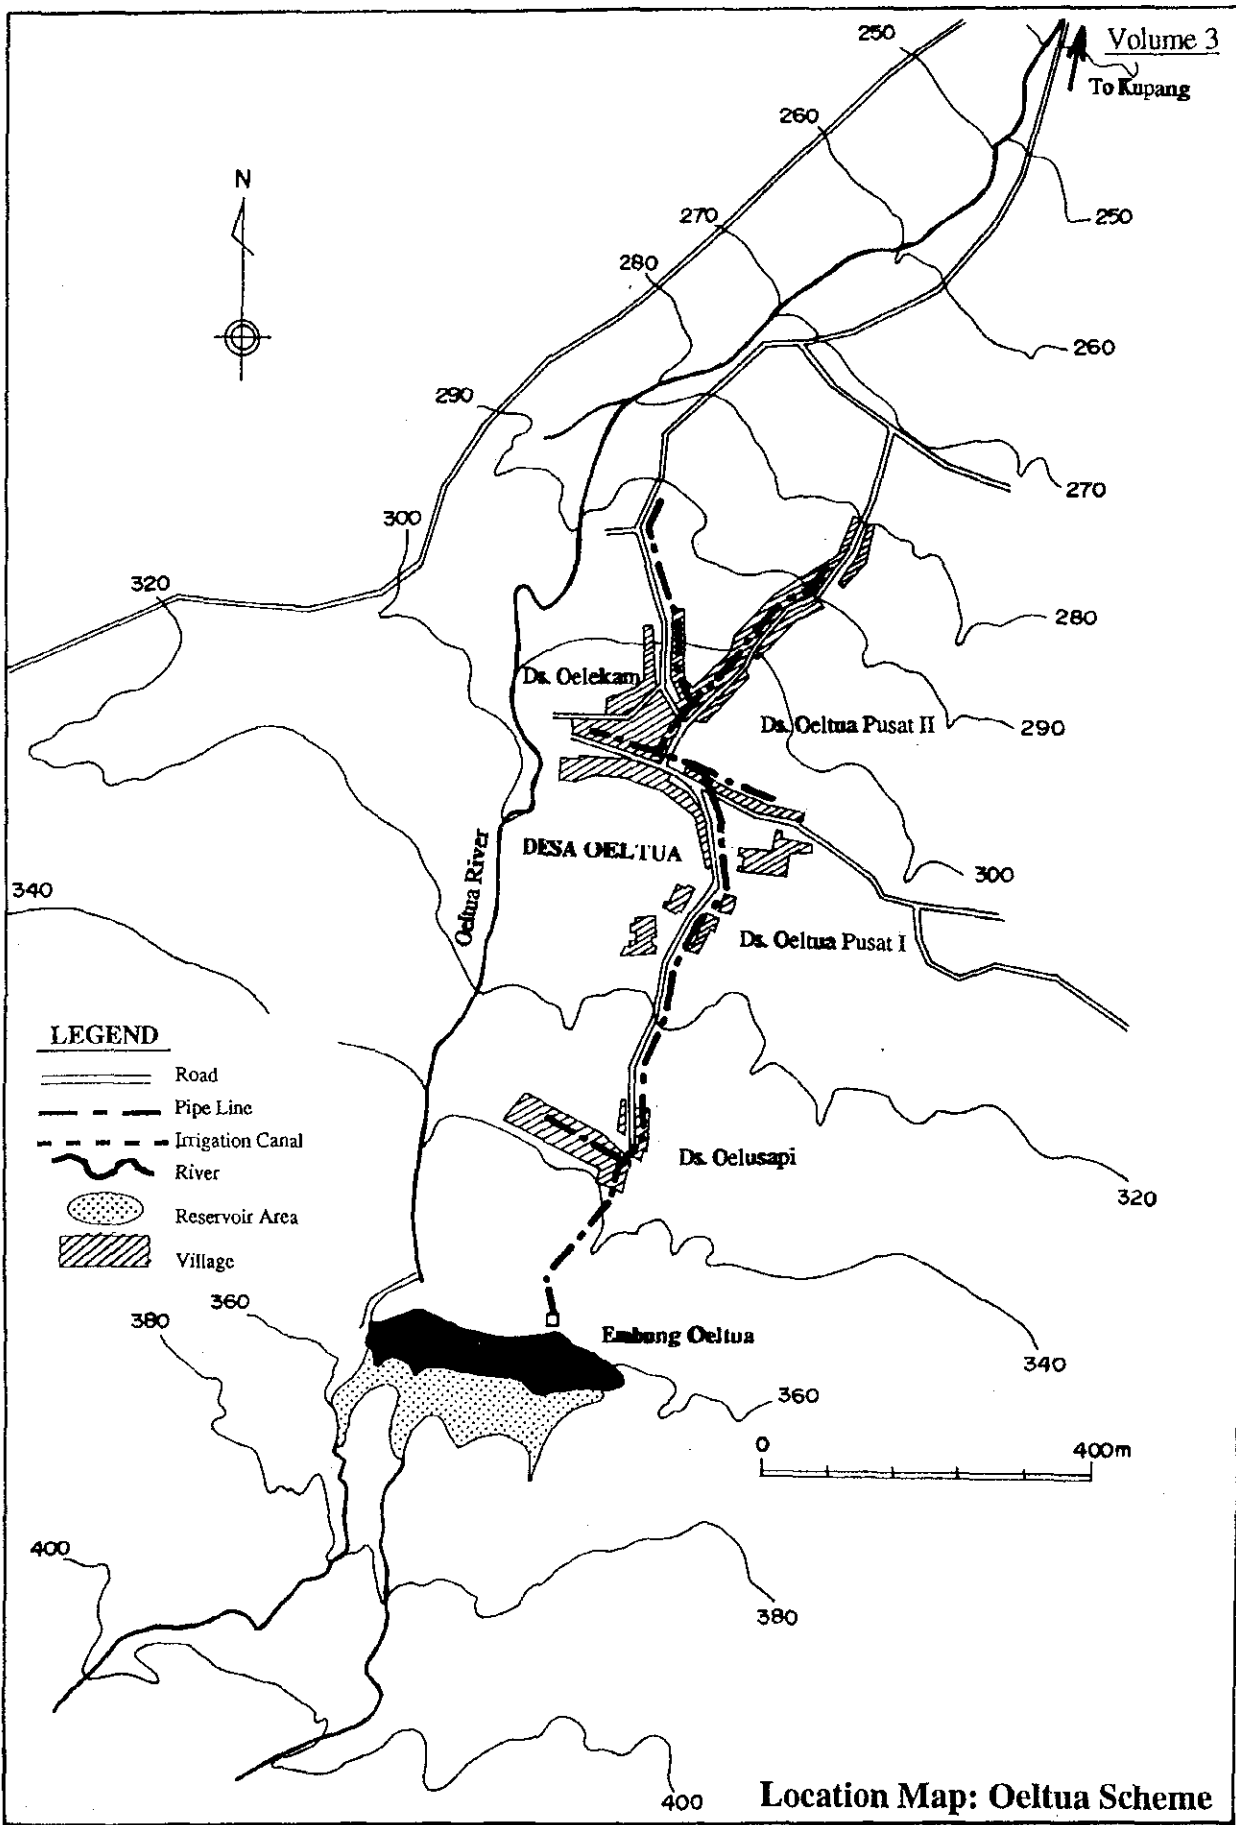 Volume 3
To Kupang
250
260
N
270
250
280
260
290
270
300
320
280
Ds. Oelekam
Ds. Oeltua Pusat II
290
Oeltua River
DESA OELTUA
300
340
Ds. Oeltua Pusat I
LEGEND
Road
Pipe Line
Irrigation Canal
River
Reservoir Area
Village
Ds. Oelusapi
320
360
380
Embung Oeltua
340
360
0 400m
400
380
400
Location Map: Oeltua Scheme